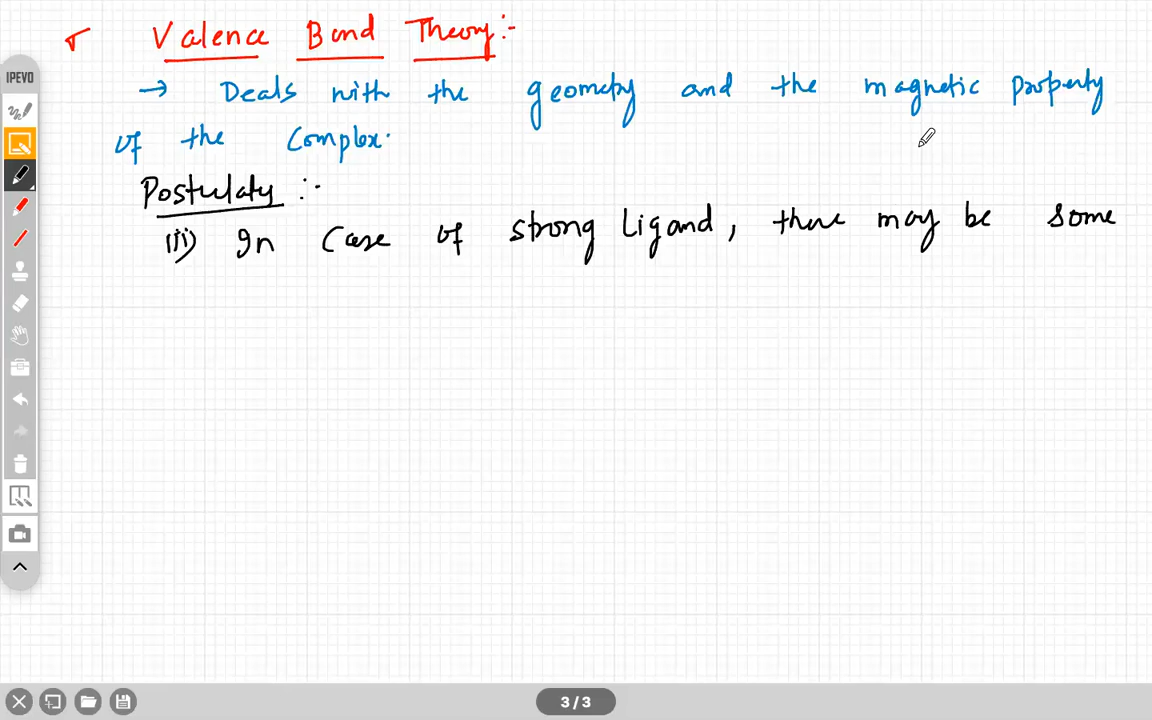 Valence Bond Theory:-
→ Deals with the geometry and the magnetic property
of the Complex.
Postulaty :-
(ii) In Case of strong ligand, there may be some
IPEVO
3 / 3